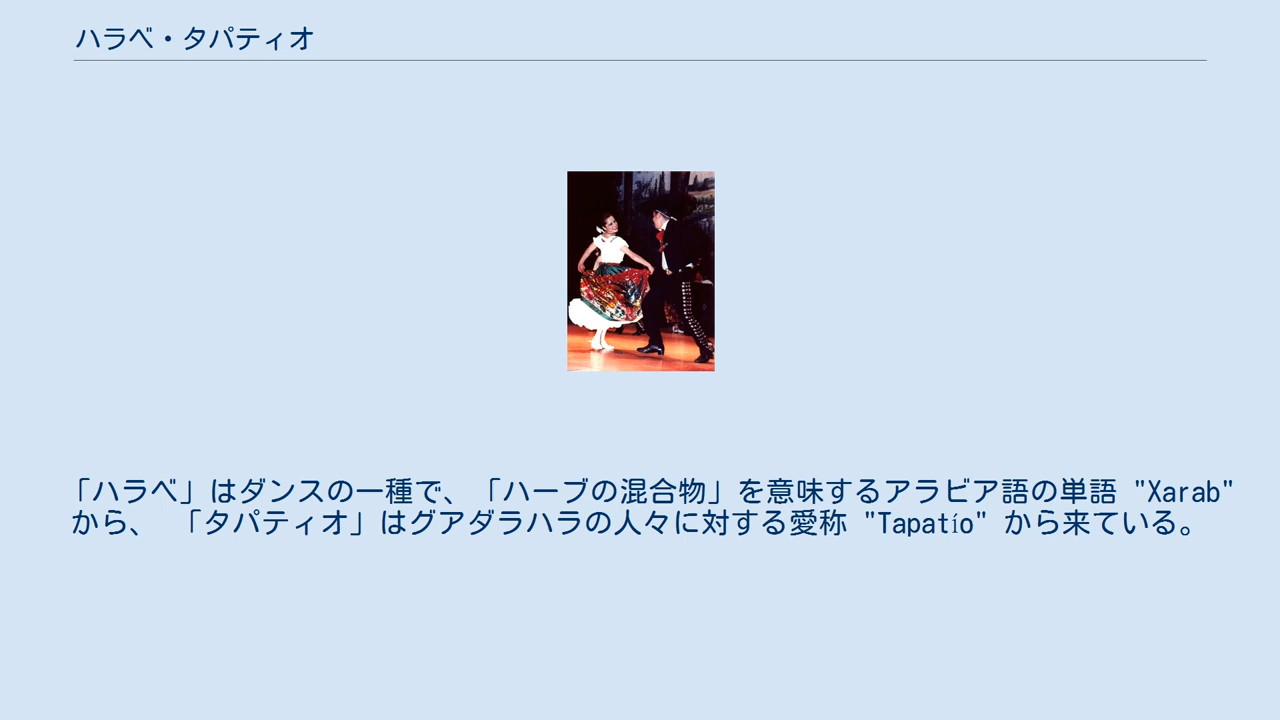 ハラベ・タパティオ
「ハラベ」はダンスの一種で、「ハーブの混合物」を意味するアラビア語の単語 "Xarab"
から、 「タパティオ」はグアダラハラの人々に対する愛称 "Tapatío" から来ている。